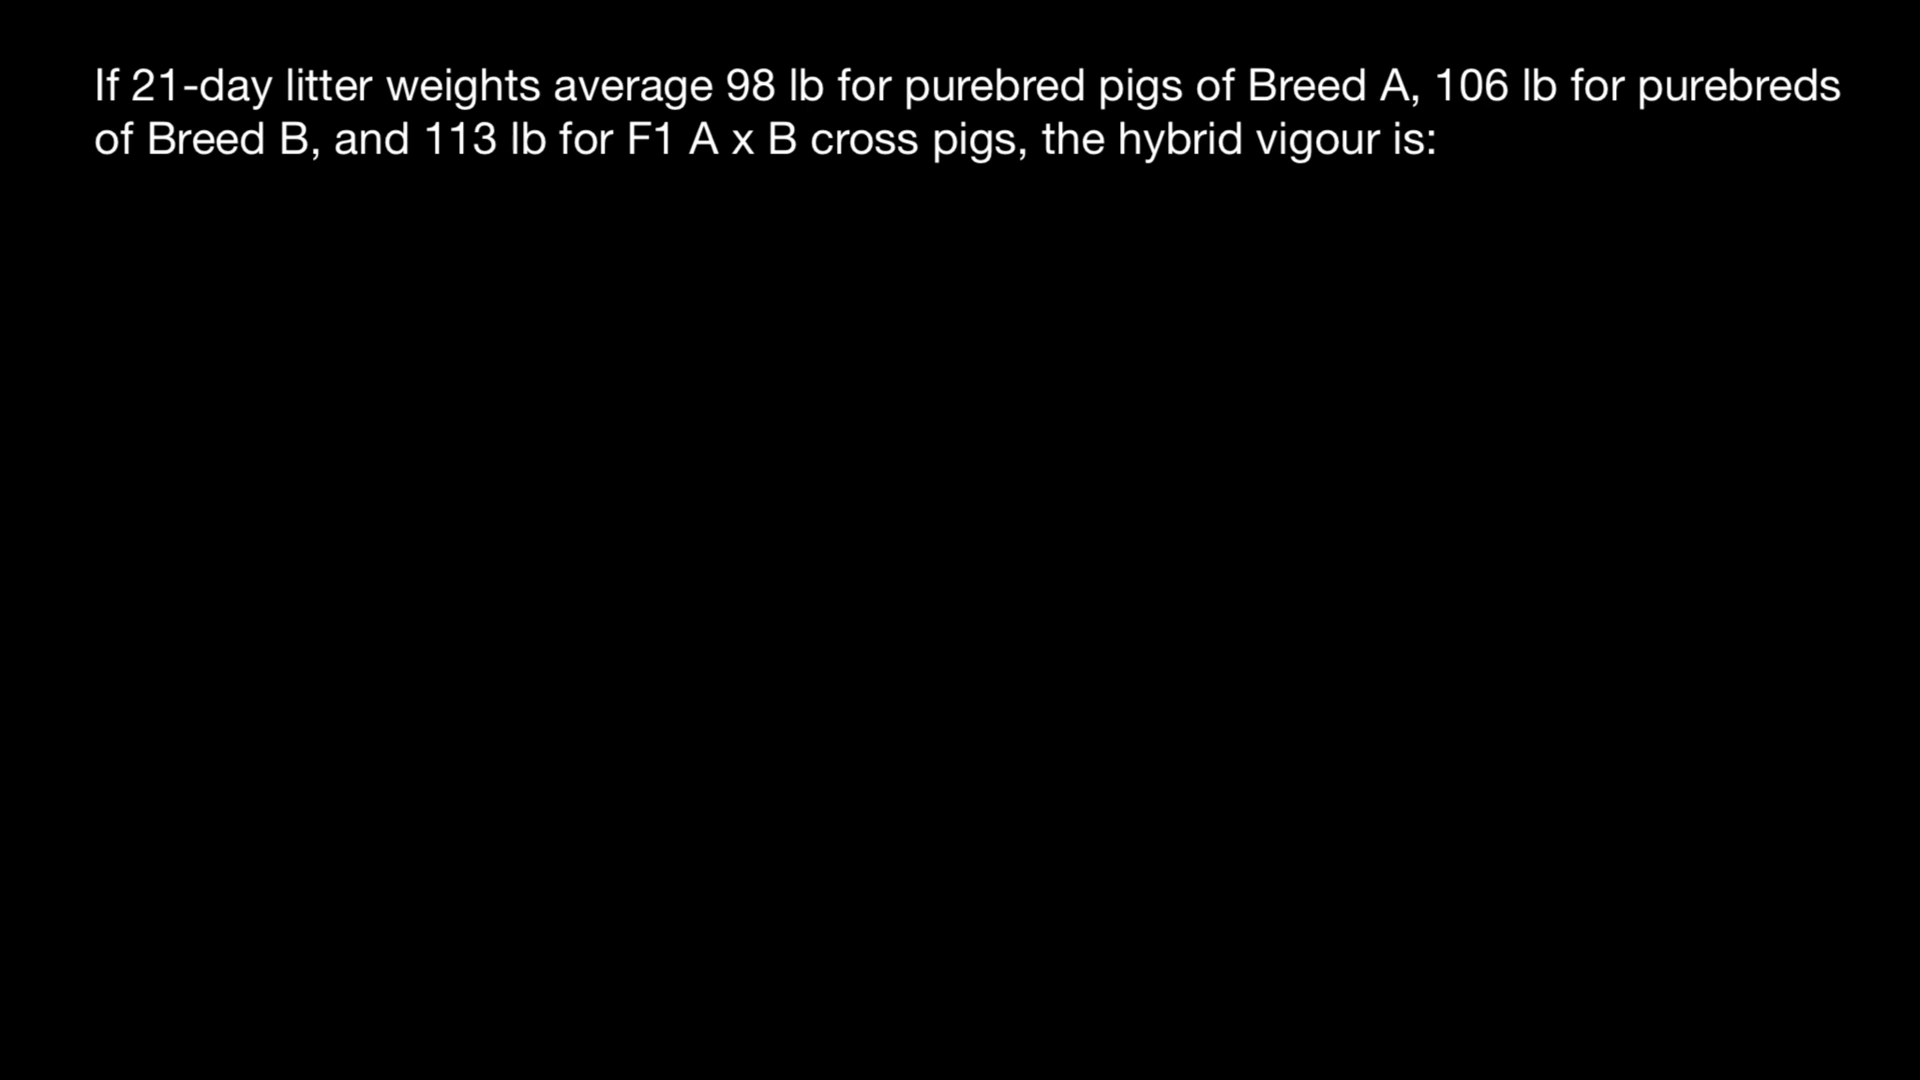 If 21-day litter weights average 98 lb for purebred pigs of Breed A, 106 lb for purebreds
of Breed B, and 113 lb for F1 A x B cross pigs, the hybrid vigour is: